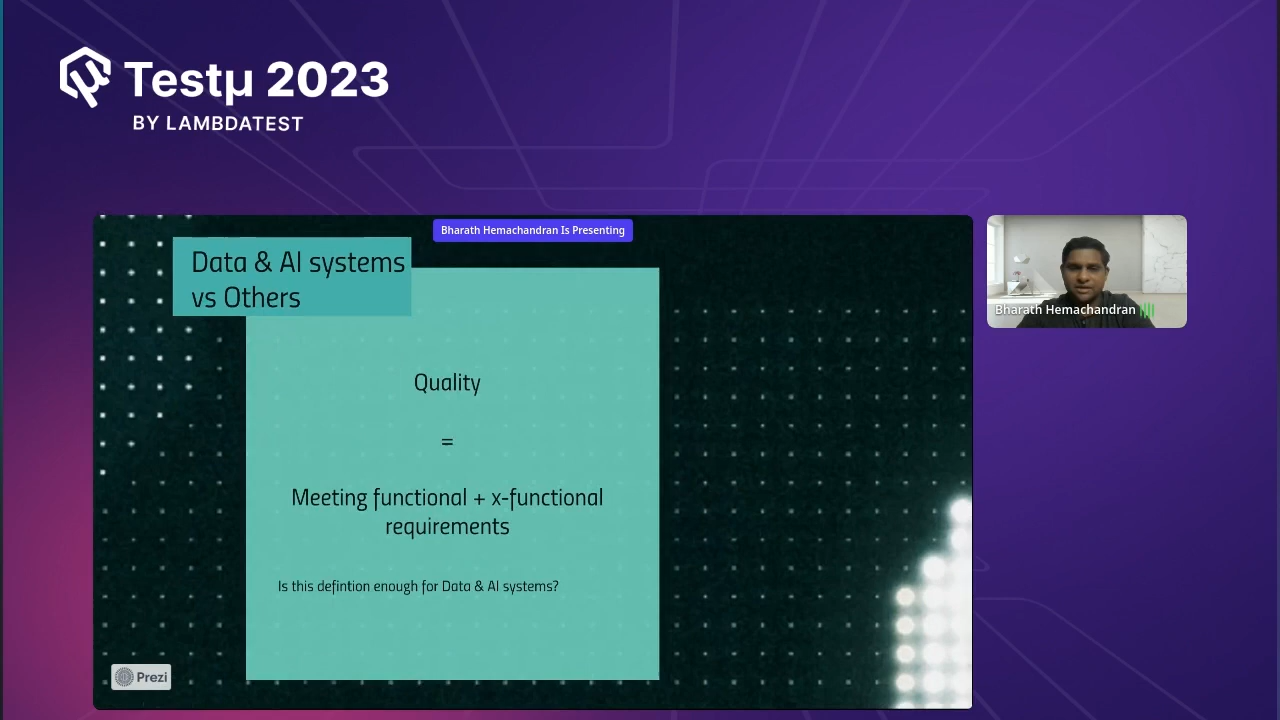 Testμ 2023
BY LAMBDATEST
Bharath Hemachandran Is Presenting
Data & AI systems
vs Others
Quality
=
Meeting functional + x-functional
requirements
Is this defintion enough for Data & AI systems?
Prezi
Bharath Hemachandran